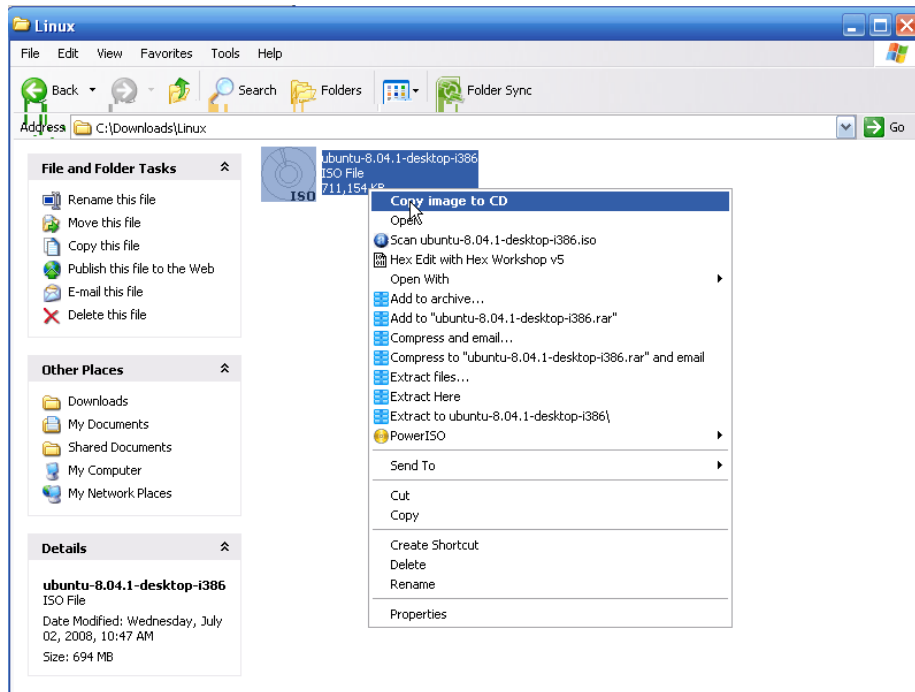 Linux
File Edit View Favorites Tools Help
Back Search Folders Folder Sync
Address C:\Downloads\Linux Go
File and Folder Tasks
Rename this file
Move this file
Copy this file
Publish this file to the Web
E-mail this file
Delete this file
Other Places
Downloads
My Documents
Shared Documents
My Computer
My Network Places
Details
ubuntu-8.04.1-desktop-i386
ISO File
Date Modified: Wednesday, July
02, 2008, 10:47 AM
Size: 694 MB
ISO
ubuntu-8.04.1-desktop-i386
ISO File
711,154 KB
Copy image to CD
Open
Scan ubuntu-8.04.1-desktop-i386.iso
Hex Edit with Hex Workshop v5
Open With
Add to archive...
Add to "ubuntu-8.04.1-desktop-i386.rar"
Compress and email...
Compress to "ubuntu-8.04.1-desktop-i386.rar" and email
Extract files...
Extract Here
Extract to ubuntu-8.04.1-desktop-i386\
PowerISO
Send To
Cut
Copy
Create Shortcut
Delete
Rename
Properties